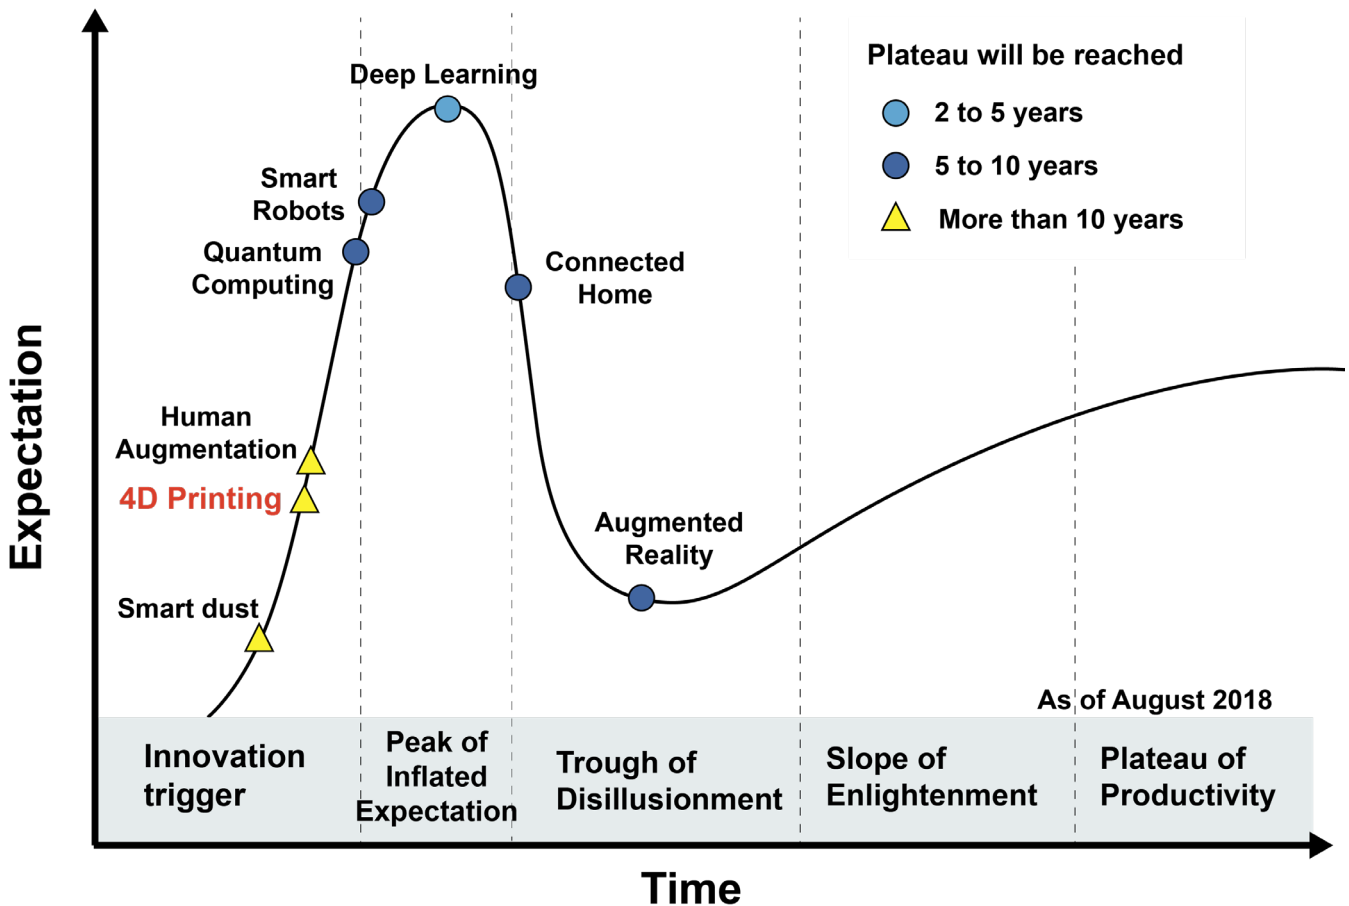 Plateau will be reached
2 to 5 years
5 to 10 years
More than 10 years
Deep Learning
Smart
Robots
Quantum
Computing
Connected
Home
Human
Augmentation
4D Printing
Augmented
Reality
Smart dust
Expectation
As of August 2018
Innovation
trigger
Peak of
Inflated
Expectation
Trough of
Disillusionment
Slope of
Enlightenment
Plateau of
Productivity
Time